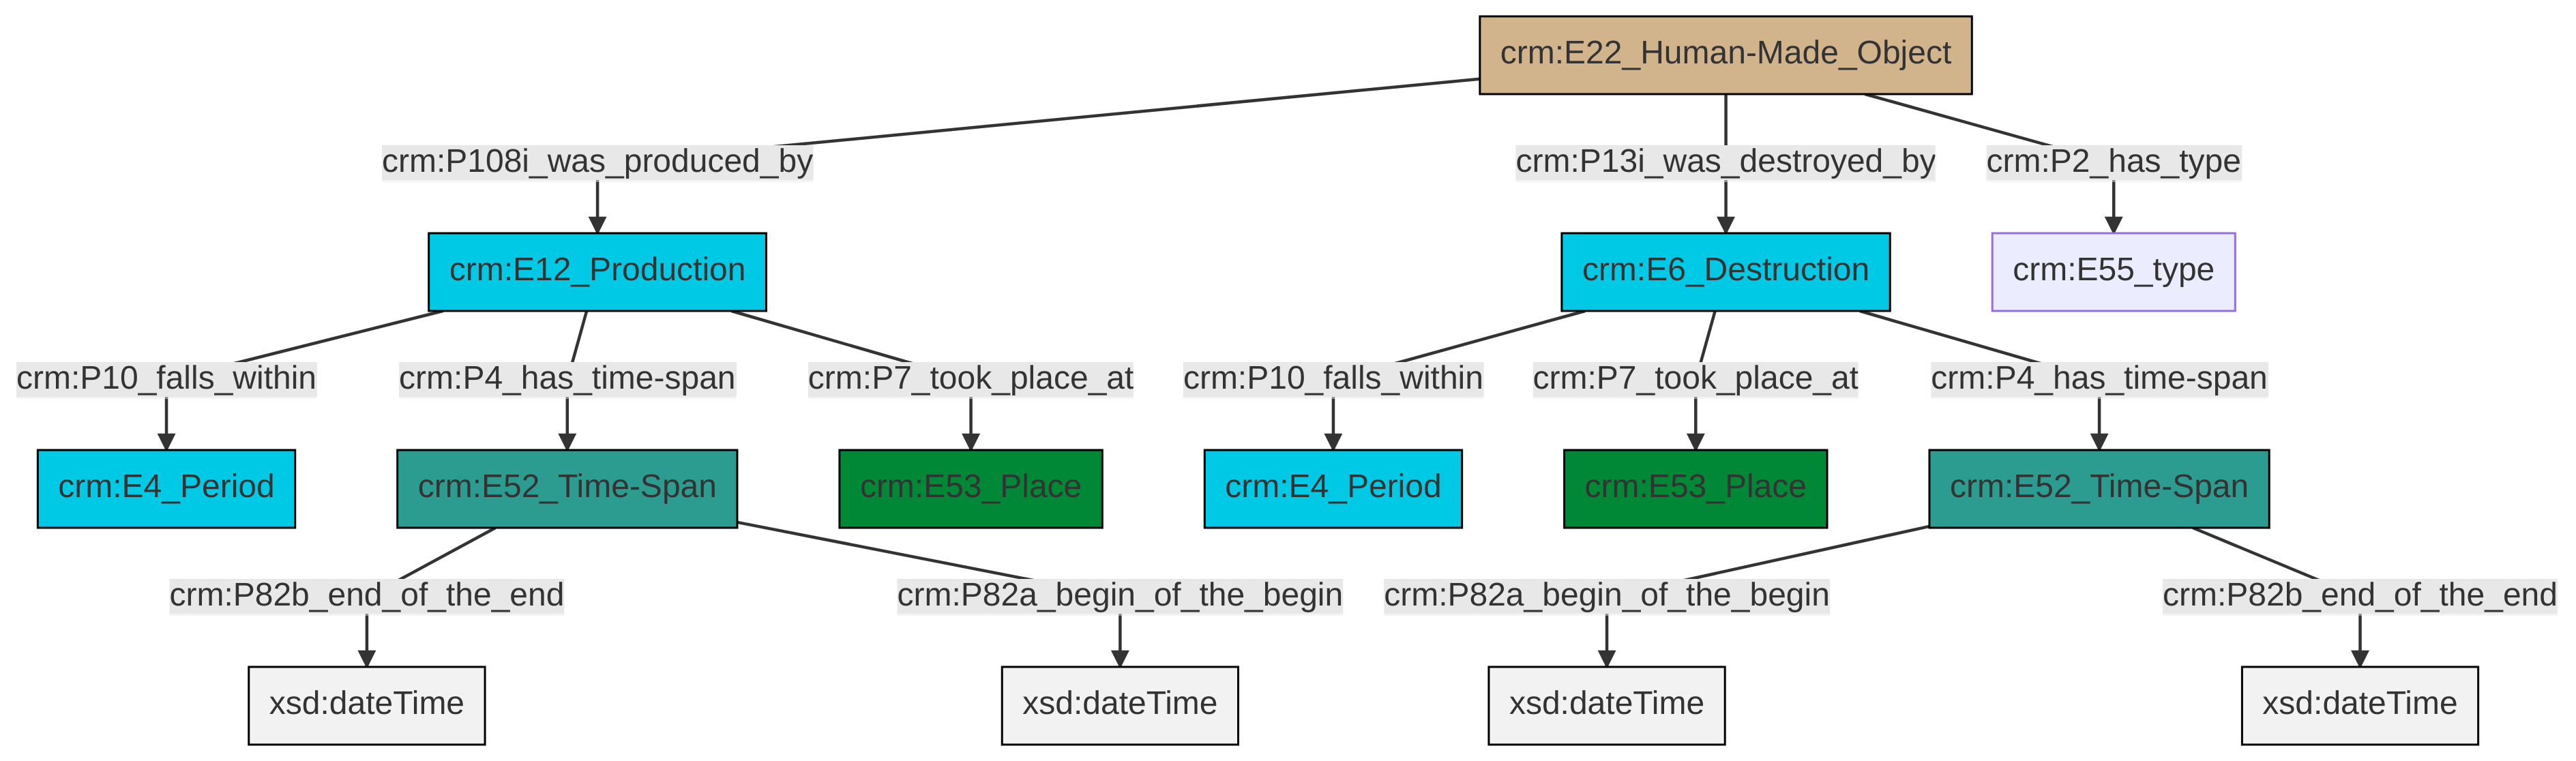 crm:E22_Human-Made_Object
crm:P108i_was_produced_by
crm:P13i_was_destroyed_by
crm:P2_has_type
crm:E12_Production
crm:E6_Destruction
crm:E55_type
crm:P10_falls_within
crm:P4_has_time-span
crm:P7_took_place_at
crm:P10_falls_within
crm:P7_took_place_at
crm:P4_has_time-span
crm:E4_Period
crm:E52_Time-Span
crm:E53_Place
crm:E4_Period
crm:E53_Place
crm:E52_Time-Span
crm:P82b_end_of_the_end
crm:P82a_begin_of_the_begin
crm:P82a_begin_of_the_begin
crm:P82b_end_of_the_end
xsd:dateTime
xsd:dateTime
xsd:dateTime
xsd:dateTime